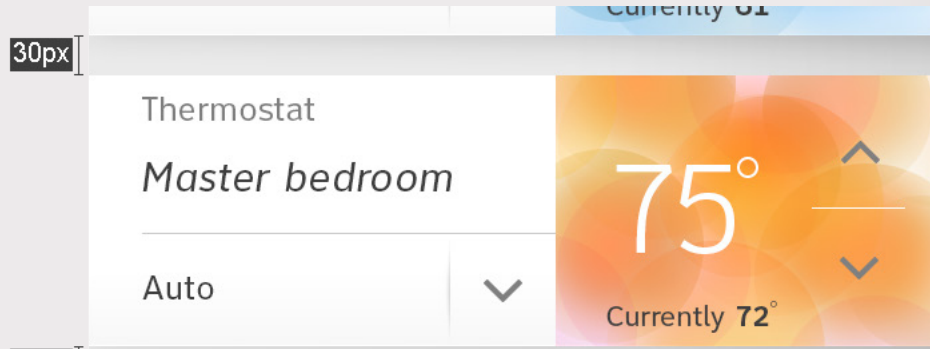 Currently 61°
30px
Thermostat
Master bedroom
75°
Auto
Currently 72°